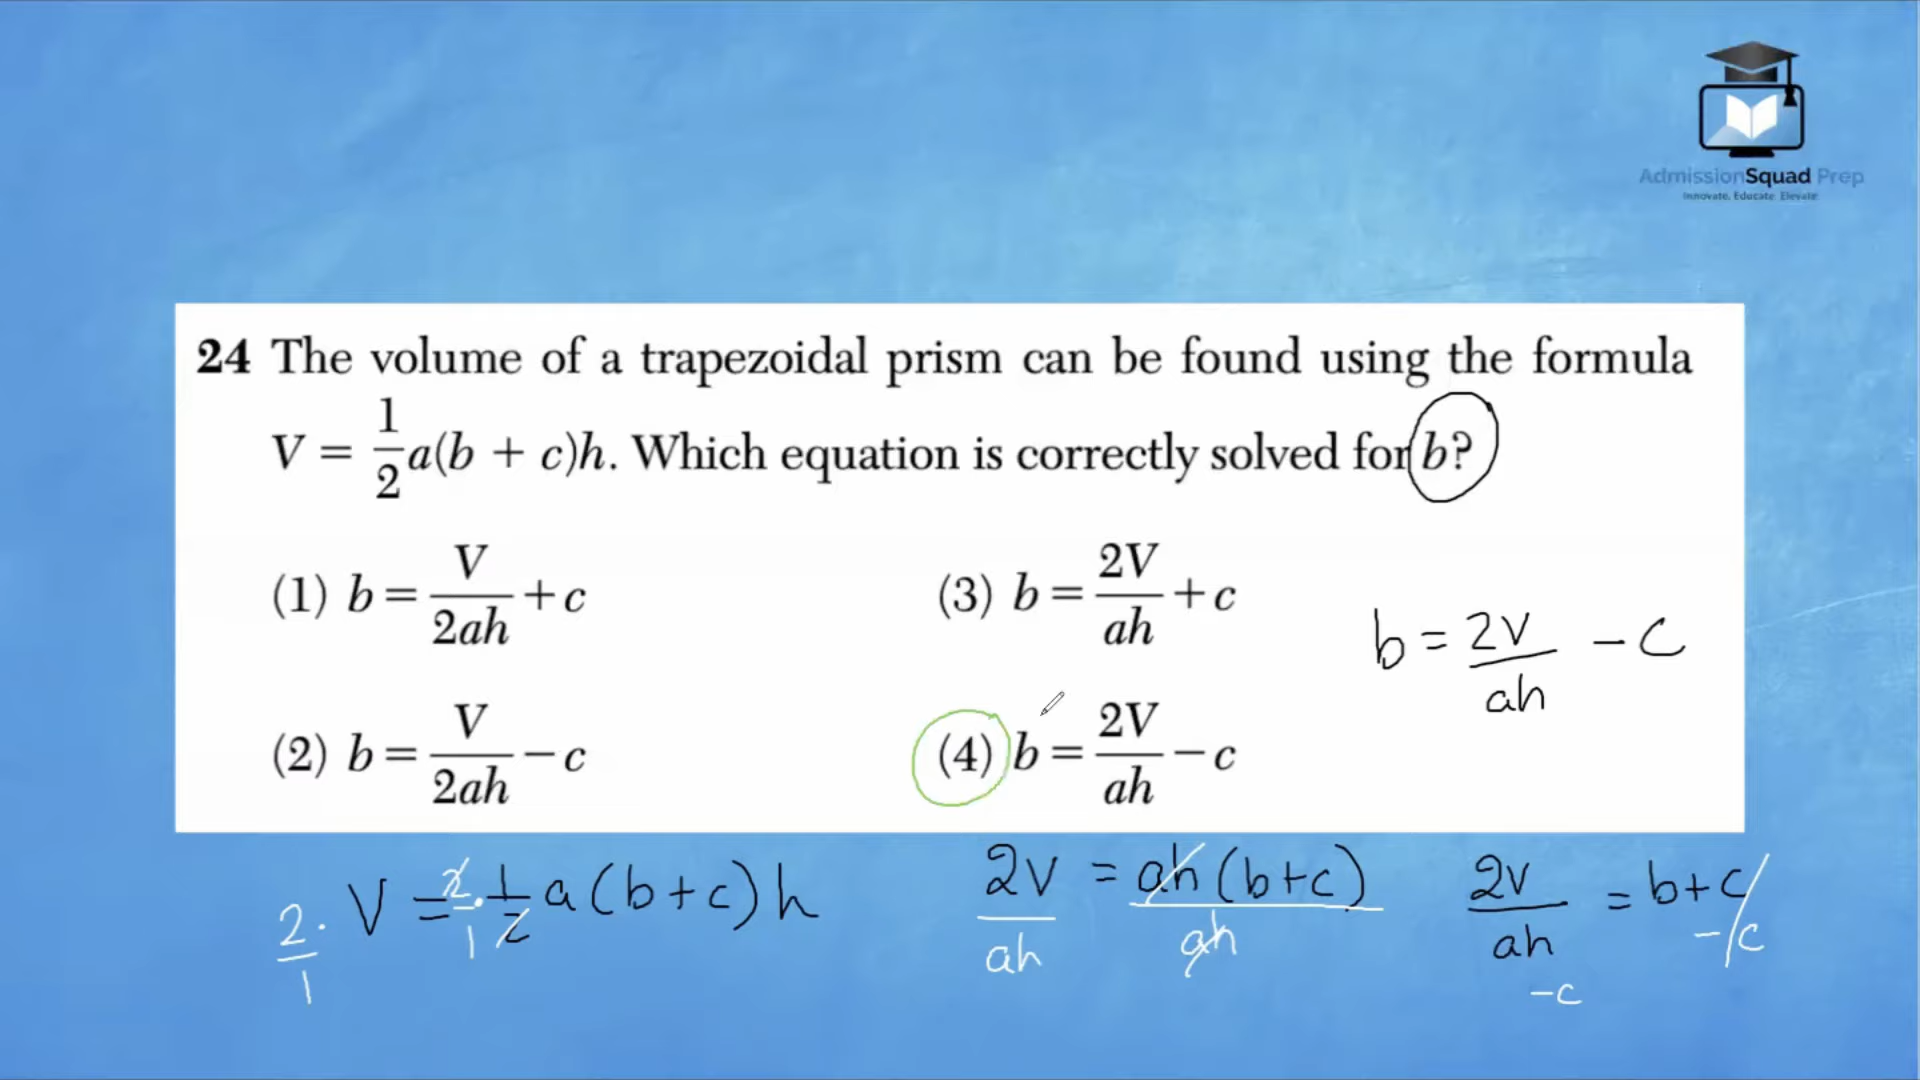 AdmissionSquad Prep
Innovate. Educate. Elevate
24 The volume of a trapezoidal prism can be found using the formula
V = 1/2 a(b + c)h. Which equation is correctly solved for b?
(1) b = V/2ah + c
(3) b = 2V/ah + c
b = 2V/ah - c
(2) b = V/2ah - c
(4) b = 2V/ah - c
2/1 · V = 2/1 · 1/2 a (b+c) h
2V/ah = ah (b+c)/ah
2V/ah - c = b + c - c